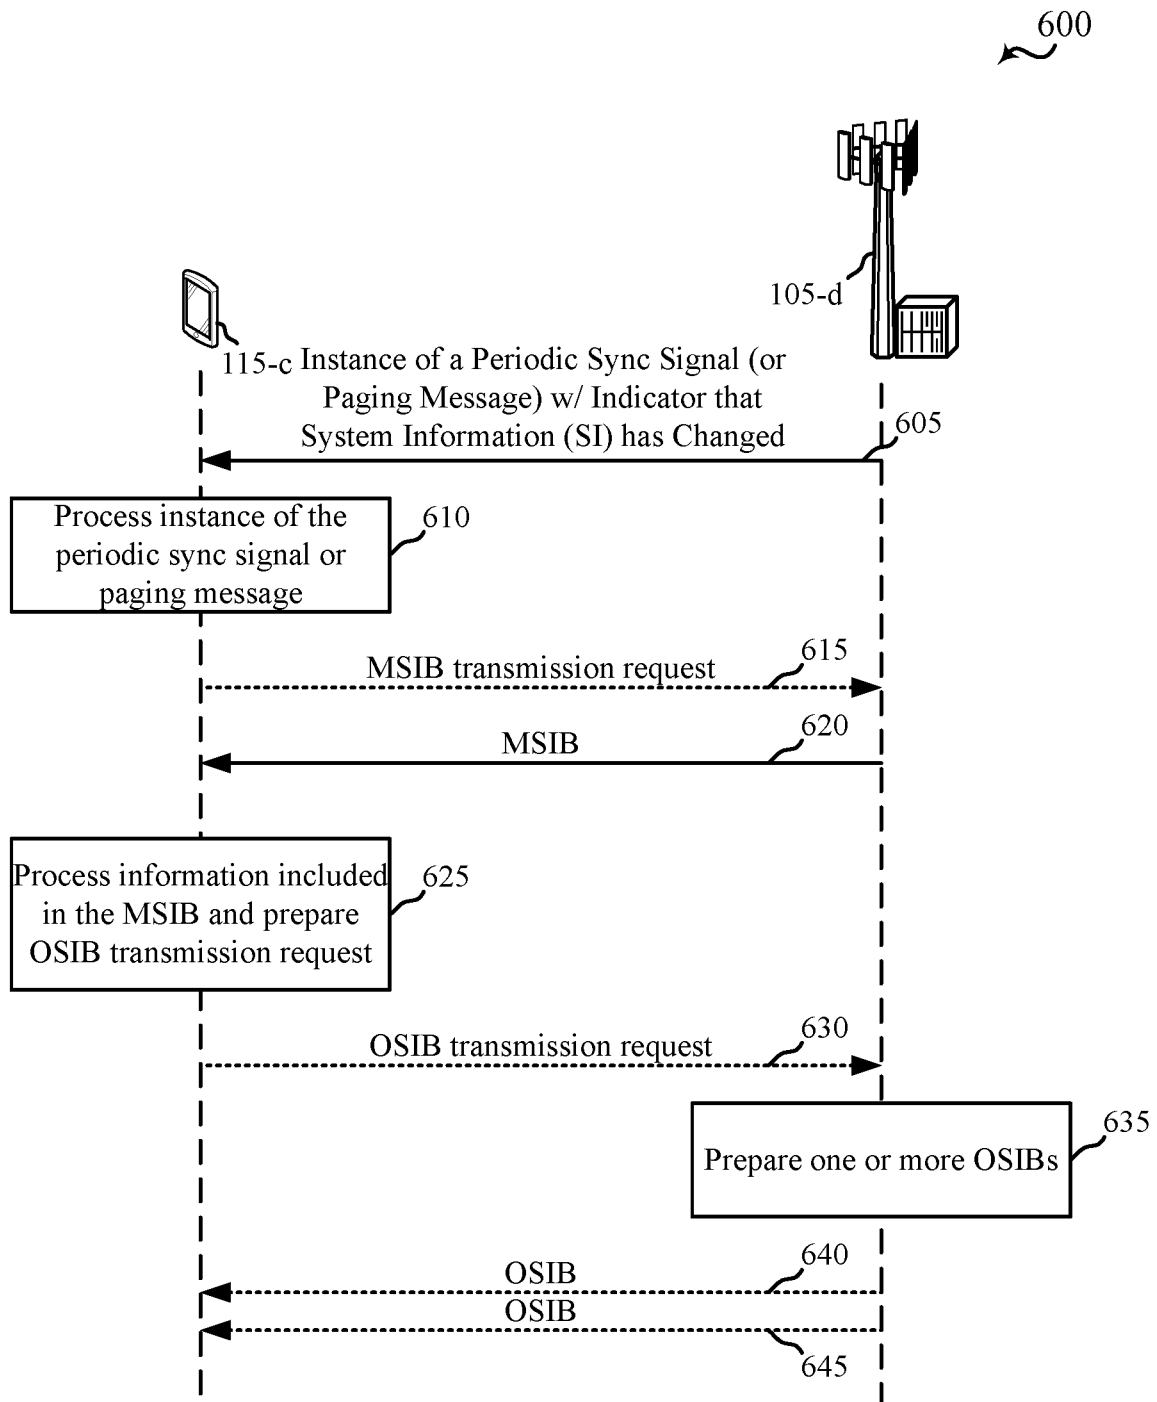 600
105-d
115-c
Instance of a Periodic Sync Signal (or
Paging Message) w/ Indicator that
System Information (SI) has Changed
605
Process instance of the
periodic sync signal or
paging message
610
MSIB transmission request
615
MSIB
620
Process information included
in the MSIB and prepare
OSIB transmission request
625
OSIB transmission request
630
Prepare one or more OSIBs
635
OSIB
640
OSIB
645